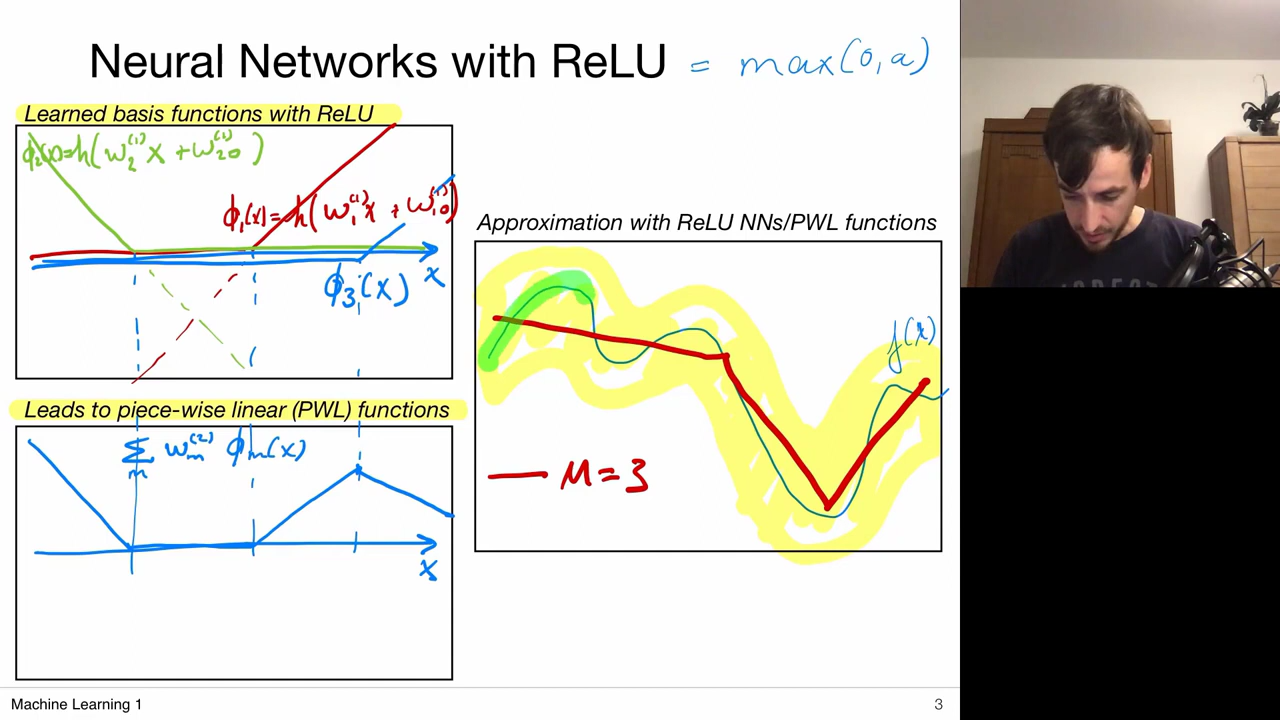 Neural Networks with ReLU = max(0,a)
Learned basis functions with ReLU
ϕ₂(x)=h(w₂⁽¹⁾x + w₂₀⁽¹⁾)
ϕ₁(x)=h(w₁⁽¹⁾x + w₁₀⁽¹⁾)
x
ϕ₃(x)
Leads to piece-wise linear (PWL) functions
∑ₘ wₘ⁽²⁾ ϕₘ(x)
x
Approximation with ReLU NNs/PWL functions
f(x)
M=3
Machine Learning 1
3